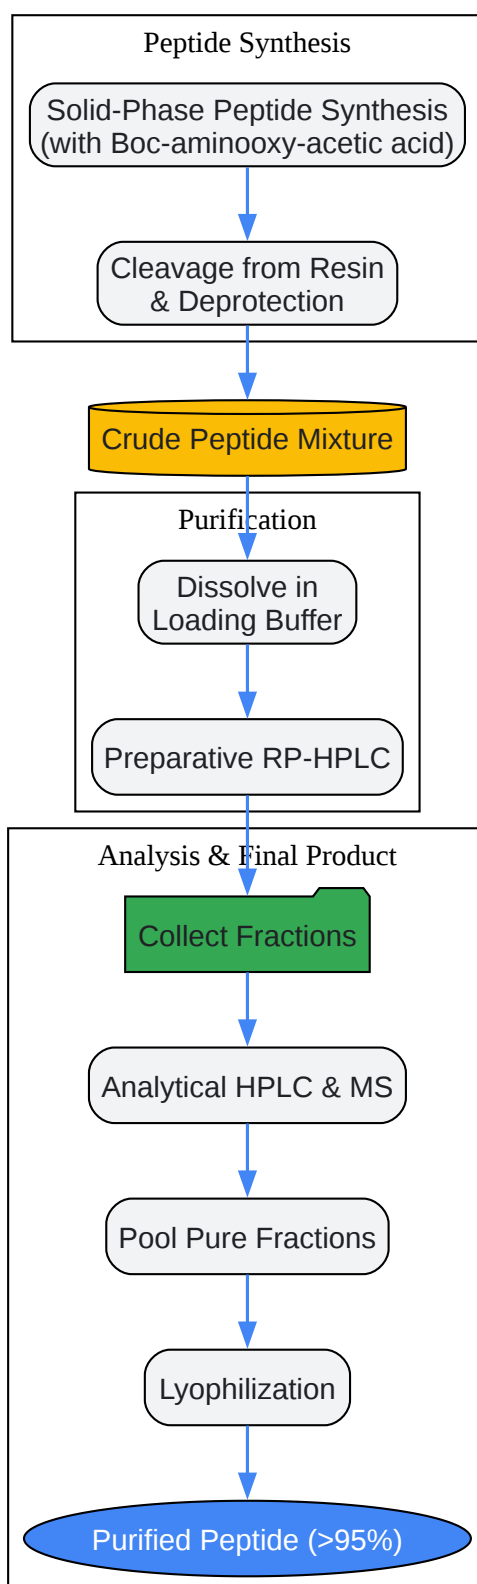 Peptide Synthesis
Solid-Phase Peptide Synthesis
(with Boc-aminooxy-acetic acid)
Cleavage from Resin
& Deprotection
Crude Peptide Mixture
Purification
Dissolve in
Loading Buffer
Preparative RP-HPLC
Analysis & Final Product
Collect Fractions
Analytical HPLC & MS
Pool Pure Fractions
Lyophilization
Purified Peptide (>95%)